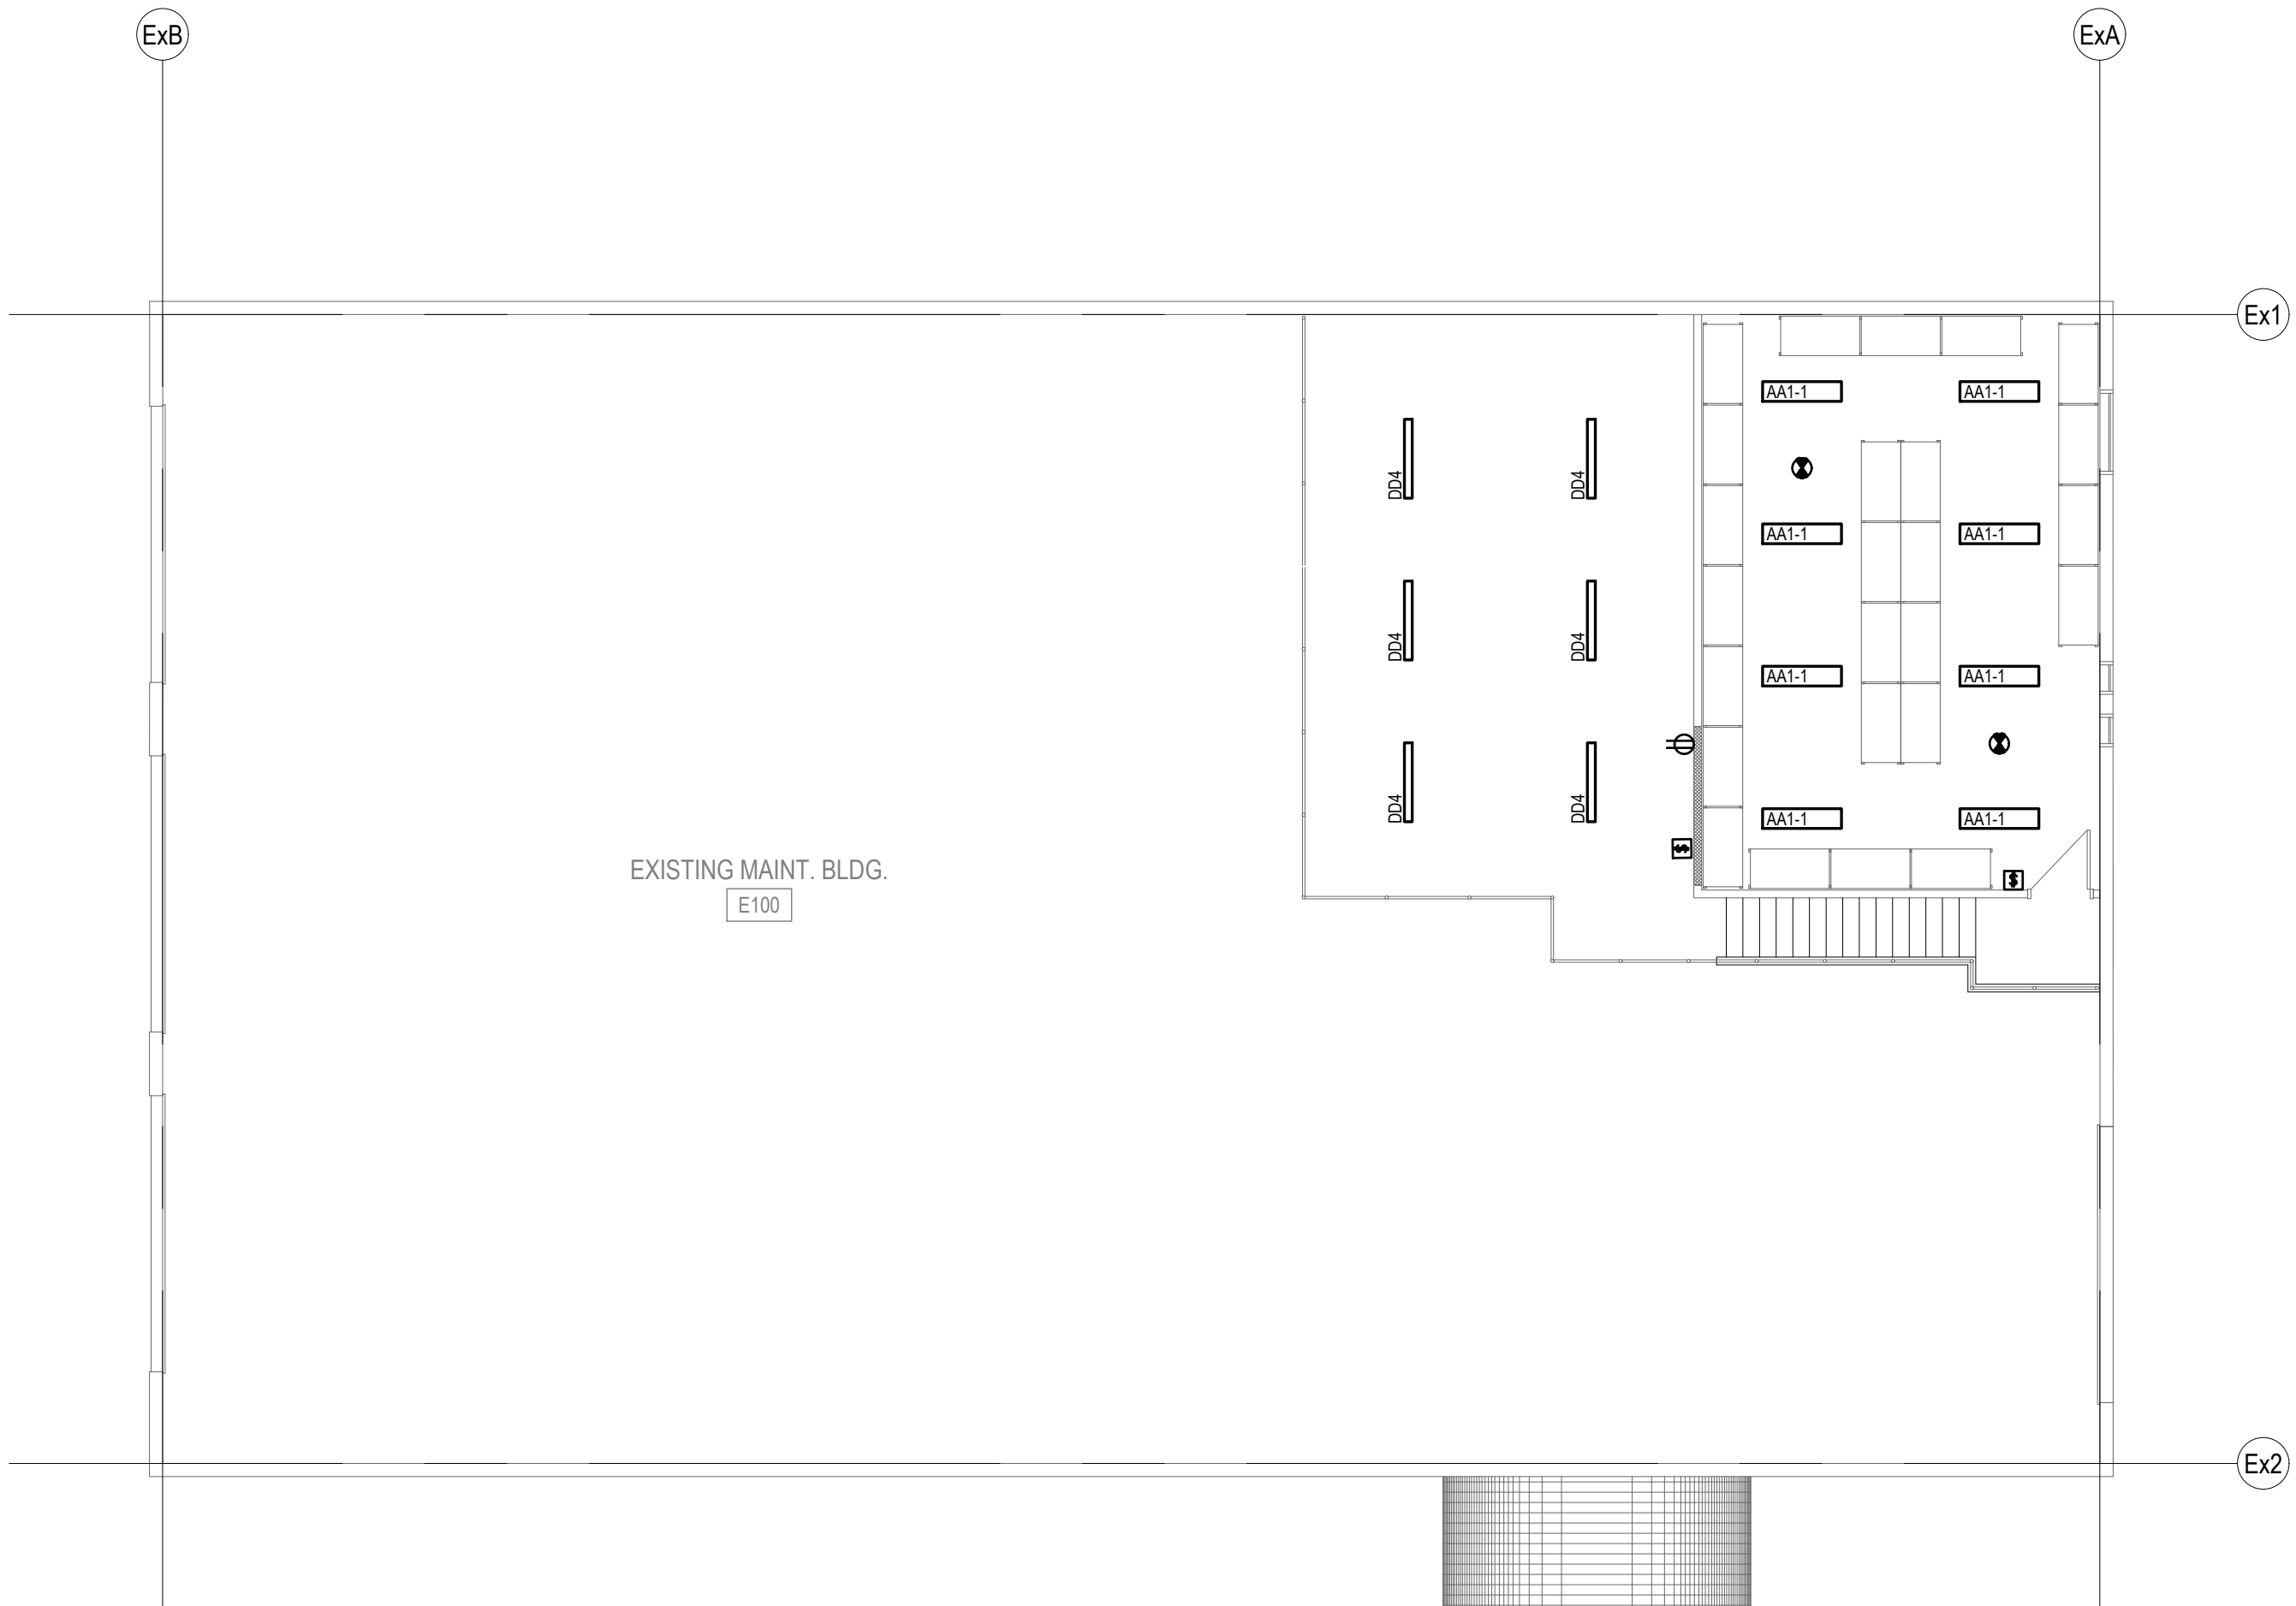 ExB
ExA
Ex1
AA1-1
AA1-1
DD4
DD4
AA1-1
AA1-1
DD4
DD4
AA1-1
AA1-1
DD4
DD4
AA1-1
AA1-1
$
EXISTING MAINT. BLDG.
$
E100
Ex2